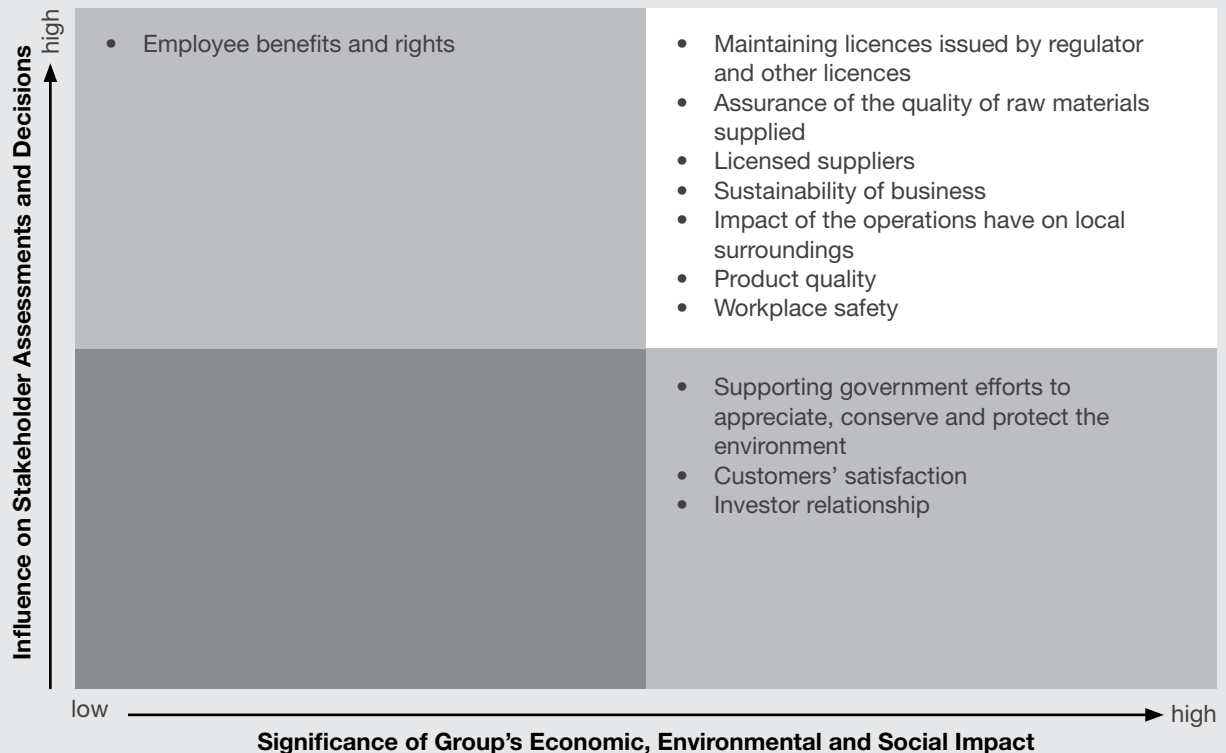 Influence on Stakeholder Assessments and Decisions
high
• Employee benefits and rights
• Maintaining licences issued by regulator
and other licences
• Assurance of the quality of raw materials
supplied
• Licensed suppliers
• Sustainability of business
• Impact of the operations have on local
surroundings
• Product quality
• Workplace safety
• Supporting government efforts to
appreciate, conserve and protect the
environment
• Customers’ satisfaction
• Investor relationship
low
high
Significance of Group’s Economic, Environmental and Social Impact